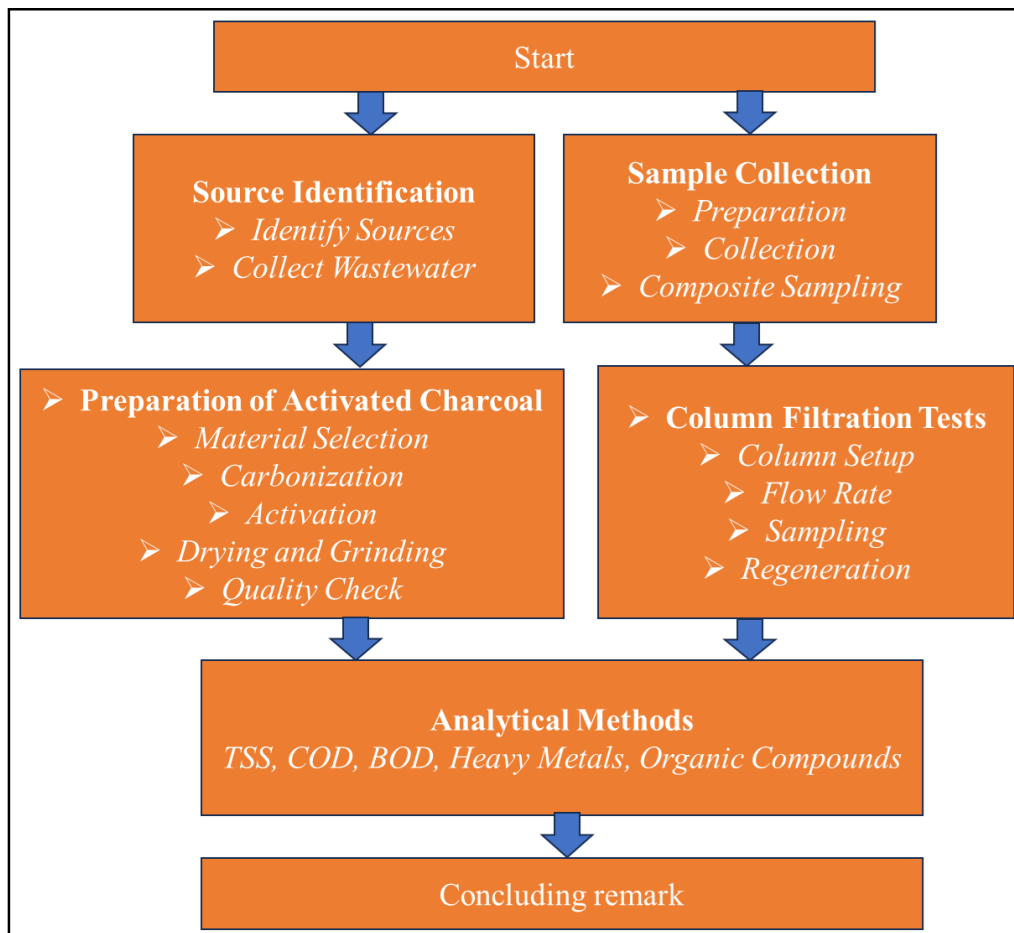 Start
Source Identification
➢ Identify Sources
➢ Collect Wastewater
Sample Collection
➢ Preparation
➢ Collection
➢ Composite Sampling
➢ Preparation of Activated Charcoal
➢ Material Selection
➢ Carbonization
➢ Activation
➢ Drying and Grinding
➢ Quality Check
➢ Column Filtration Tests
➢ Column Setup
➢ Flow Rate
➢ Sampling
➢ Regeneration
Analytical Methods
TSS, COD, BOD, Heavy Metals, Organic Compounds
Concluding remark